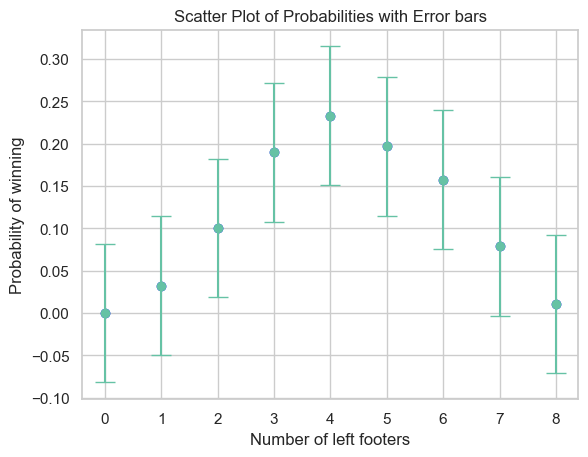 Scatter Plot of Probabilities with Error bars
0.30
0.25
0.20
0.15
0.10
0.05
0.00
−0.05
−0.10
Probability of winning
0 1 2 3 4 5 6 7 8
Number of left footers